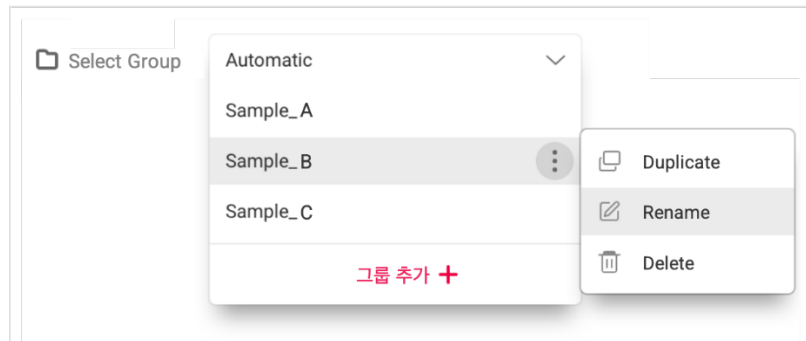 Select Group
Automatic
Sample_A
Sample_B
Sample_C
그룹 추가 +
Duplicate
Rename
Delete